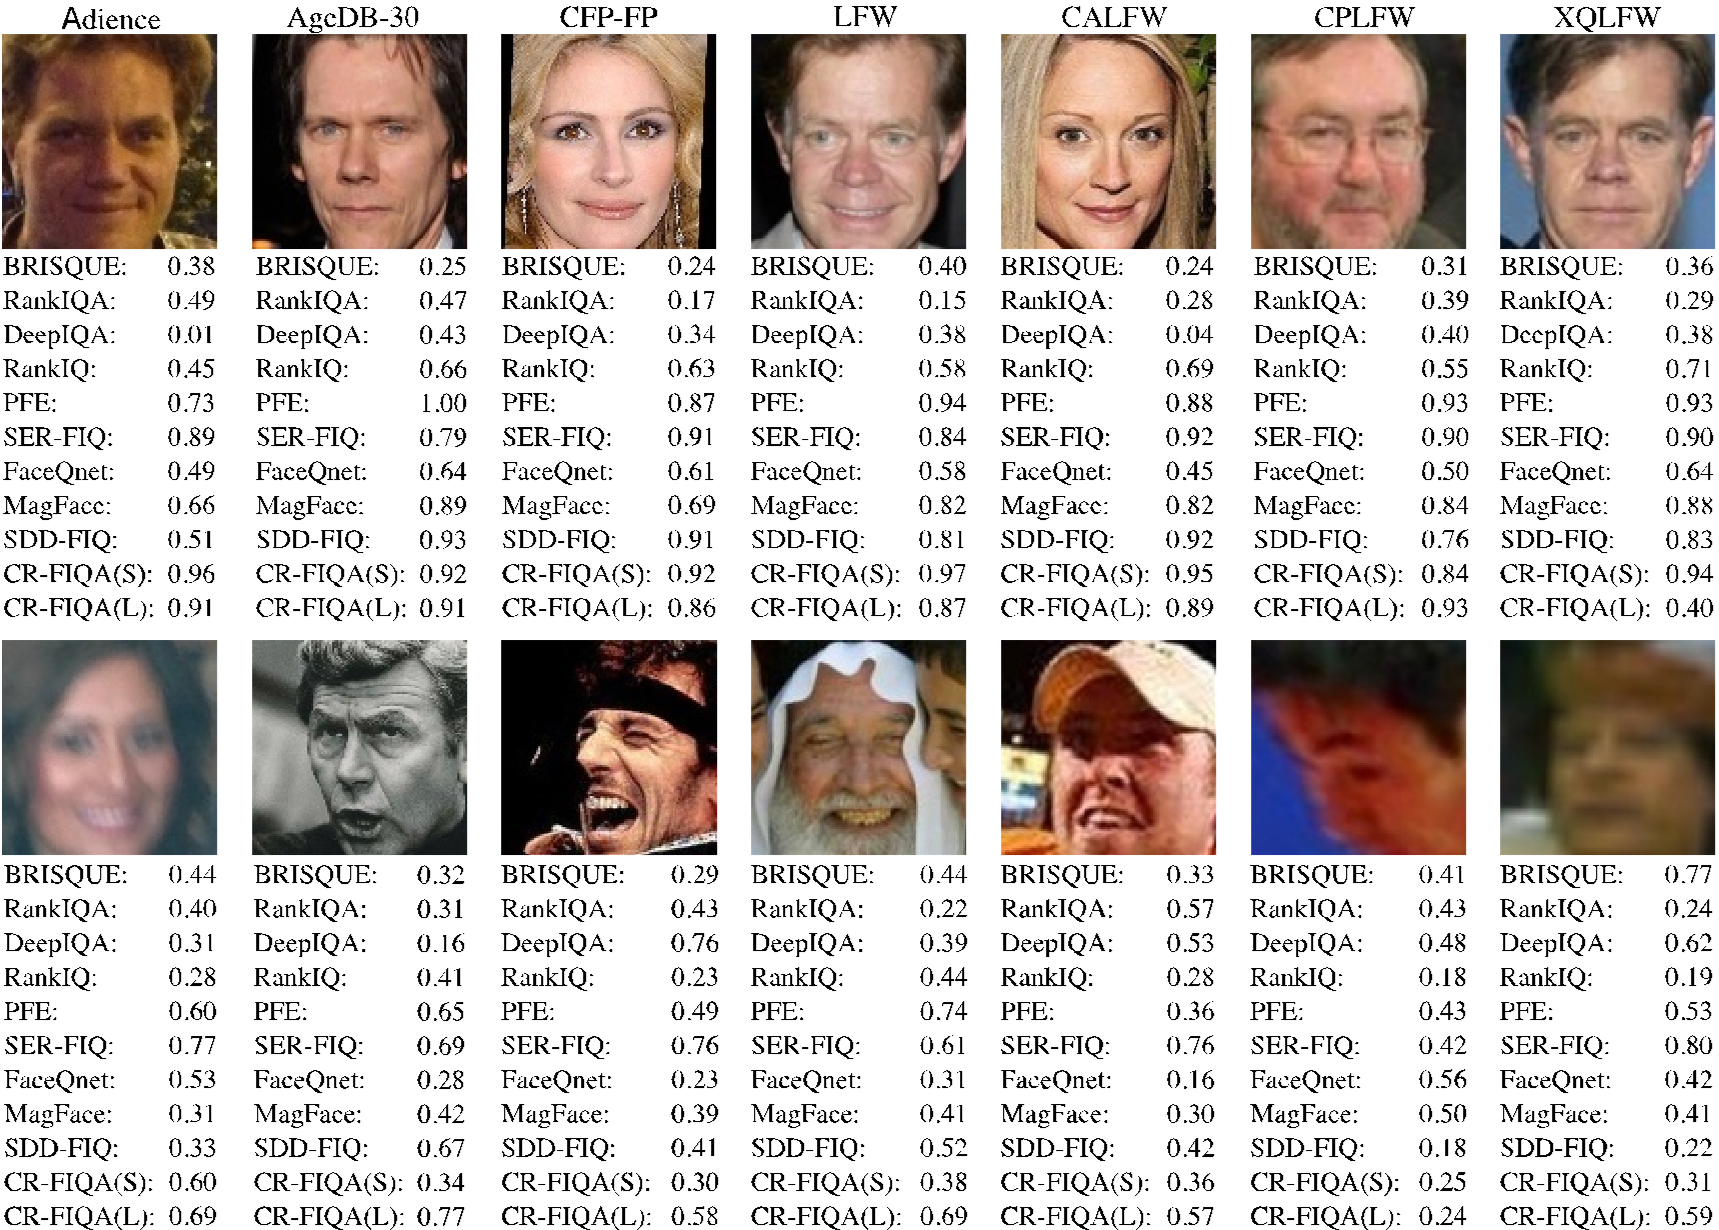 Adience AgeDB-30 CFP-FP LFW CALFW CPLFW XQLFW
BRISQUE: 0.38 BRISQUE: 0.25 BRISQUE: 0.24 BRISQUE: 0.40 BRISQUE: 0.24 BRISQUE: 0.31 BRISQUE: 0.36
RankIQA: 0.49 RankIQA: 0.47 RankIQA: 0.17 RankIQA: 0.15 RankIQA: 0.28 RankIQA: 0.39 RankIQA: 0.29
DeepIQA: 0.01 DeepIQA: 0.43 DeepIQA: 0.34 DeepIQA: 0.38 DeepIQA: 0.04 DeepIQA: 0.40 DeepIQA: 0.38
RankIQ: 0.45 RankIQ: 0.66 RankIQ: 0.63 RankIQ: 0.58 RankIQ: 0.69 RankIQ: 0.55 RankIQ: 0.71
PFE: 0.73 PFE: 1.00 PFE: 0.87 PFE: 0.94 PFE: 0.88 PFE: 0.93 PFE: 0.93
SER-FIQ: 0.89 SER-FIQ: 0.79 SER-FIQ: 0.91 SER-FIQ: 0.84 SER-FIQ: 0.92 SER-FIQ: 0.90 SER-FIQ: 0.90
FaceQnet: 0.49 FaceQnet: 0.64 FaceQnet: 0.61 FaceQnet: 0.58 FaceQnet: 0.45 FaceQnet: 0.50 FaceQnet: 0.64
MagFace: 0.66 MagFace: 0.89 MagFace: 0.69 MagFace: 0.82 MagFace: 0.82 MagFace: 0.84 MagFace: 0.88
SDD-FIQ: 0.51 SDD-FIQ: 0.93 SDD-FIQ: 0.91 SDD-FIQ: 0.81 SDD-FIQ: 0.92 SDD-FIQ: 0.76 SDD-FIQ: 0.83
CR-FIQA(S): 0.96 CR-FIQA(S): 0.92 CR-FIQA(S): 0.92 CR-FIQA(S): 0.97 CR-FIQA(S): 0.95 CR-FIQA(S): 0.84 CR-FIQA(S): 0.94
CR-FIQA(L): 0.91 CR-FIQA(L): 0.91 CR-FIQA(L): 0.86 CR-FIQA(L): 0.87 CR-FIQA(L): 0.89 CR-FIQA(L): 0.93 CR-FIQA(L): 0.40
BRISQUE: 0.44 BRISQUE: 0.32 BRISQUE: 0.29 BRISQUE: 0.44 BRISQUE: 0.33 BRISQUE: 0.41 BRISQUE: 0.77
RankIQA: 0.40 RankIQA: 0.31 RankIQA: 0.43 RankIQA: 0.22 RankIQA: 0.57 RankIQA: 0.43 RankIQA: 0.24
DeepIQA: 0.31 DeepIQA: 0.16 DeepIQA: 0.76 DeepIQA: 0.39 DeepIQA: 0.53 DeepIQA: 0.48 DeepIQA: 0.62
RankIQ: 0.28 RankIQ: 0.41 RankIQ: 0.23 RankIQ: 0.44 RankIQ: 0.28 RankIQ: 0.18 RankIQ: 0.19
PFE: 0.60 PFE: 0.65 PFE: 0.49 PFE: 0.74 PFE: 0.36 PFE: 0.43 PFE: 0.53
SER-FIQ: 0.77 SER-FIQ: 0.69 SER-FIQ: 0.76 SER-FIQ: 0.61 SER-FIQ: 0.76 SER-FIQ: 0.42 SER-FIQ: 0.80
FaceQnet: 0.53 FaceQnet: 0.28 FaceQnet: 0.23 FaceQnet: 0.31 FaceQnet: 0.16 FaceQnet: 0.56 FaceQnet: 0.42
MagFace: 0.31 MagFace: 0.42 MagFace: 0.39 MagFace: 0.41 MagFace: 0.30 MagFace: 0.50 MagFace: 0.41
SDD-FIQ: 0.33 SDD-FIQ: 0.67 SDD-FIQ: 0.41 SDD-FIQ: 0.52 SDD-FIQ: 0.42 SDD-FIQ: 0.18 SDD-FIQ: 0.22
CR-FIQA(S): 0.60 CR-FIQA(S): 0.34 CR-FIQA(S): 0.30 CR-FIQA(S): 0.38 CR-FIQA(S): 0.36 CR-FIQA(S): 0.25 CR-FIQA(S): 0.31
CR-FIQA(L): 0.69 CR-FIQA(L): 0.77 CR-FIQA(L): 0.58 CR-FIQA(L): 0.69 CR-FIQA(L): 0.57 CR-FIQA(L): 0.24 CR-FIQA(L): 0.59